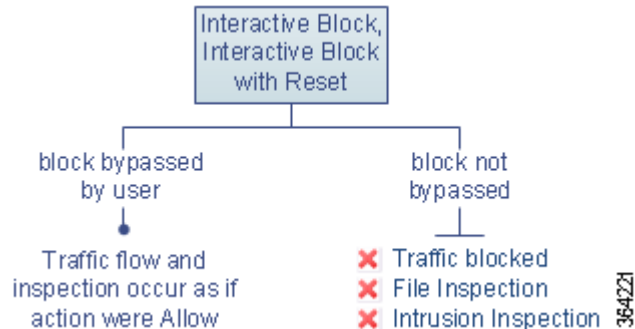 Interactive Block,
Interactive Block
with Reset
block bypassed
by user
Traffic flow and
inspection occur as if
action were Allow
block not
bypassed
Traffic blocked
File Inspection
Intrusion Inspection
364221